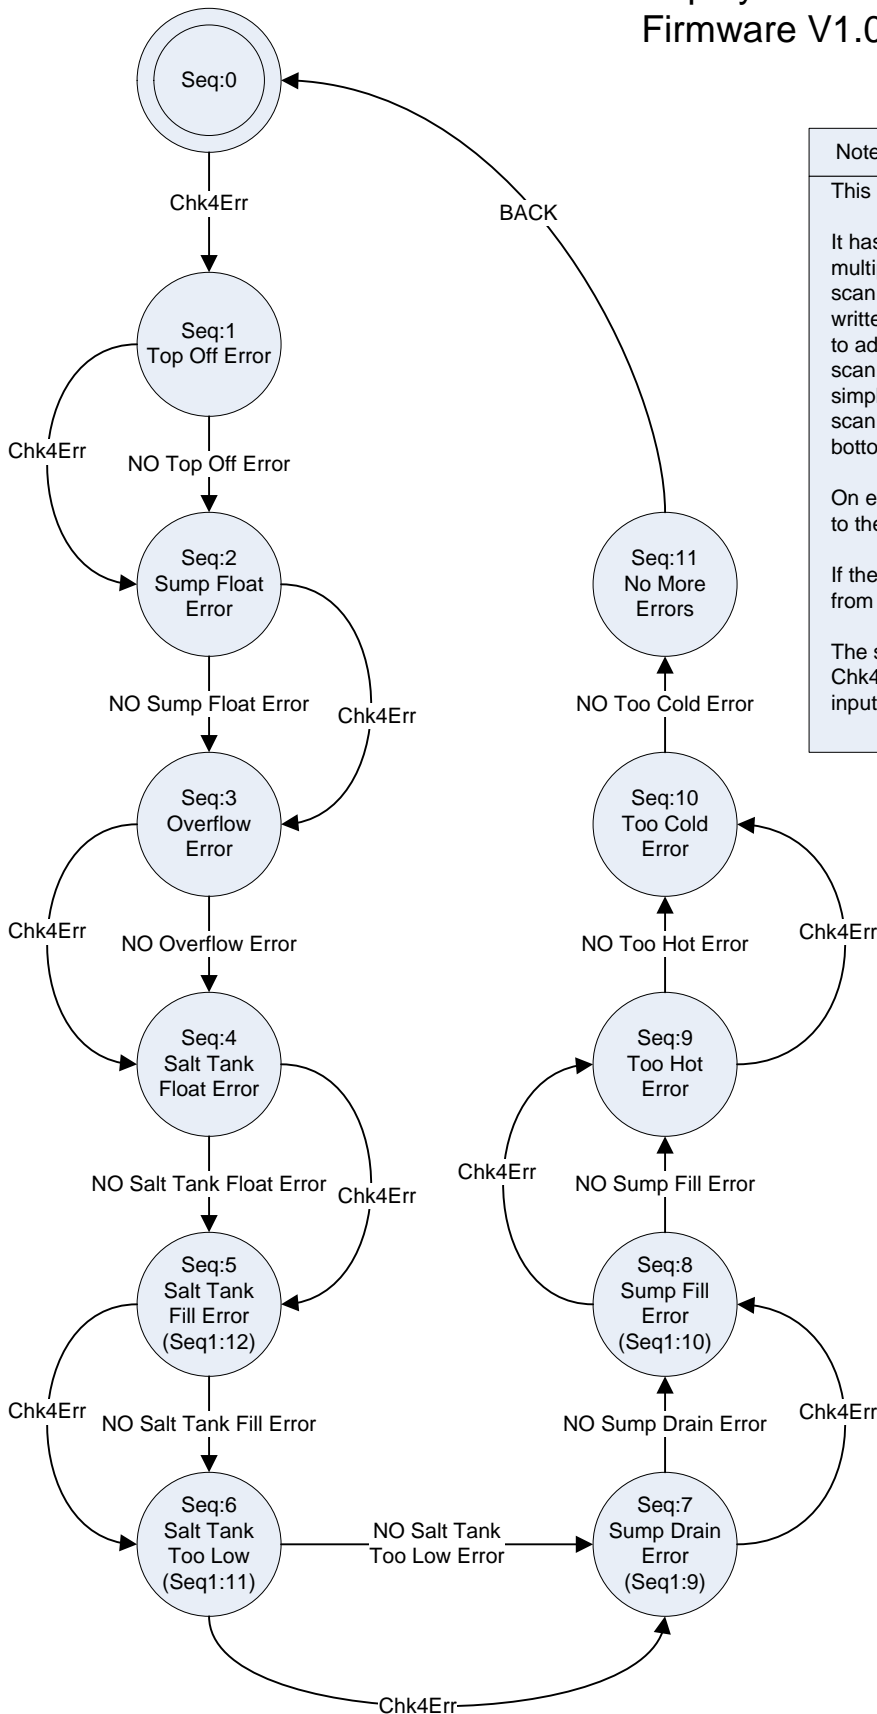 Firmware V1.0
Seq:0
Chk4Err
BACK
Note
This
It has
multi
scan
writte
to ad
scan
simpl
scan
botto
On e
to the
If the
from
The s
Chk4
input
Seq:1
Top Off Error
Chk4Err
NO Top Off Error
Seq:2
Sump Float
Error
NO Sump Float Error
Chk4Err
Seq:3
Overflow
Error
Chk4Err
NO Overflow Error
Seq:4
Salt Tank
Float Error
NO Salt Tank Float Error
Chk4Err
Seq:5
Salt Tank
Fill Error
(Seq1:12)
Chk4Err
NO Salt Tank Fill Error
Seq:6
Salt Tank
Too Low
(Seq1:11)
NO Salt Tank
Too Low Error
Chk4Err
Seq:7
Sump Drain
Error
(Seq1:9)
NO Sump Drain Error
Chk4Err
Seq:8
Sump Fill
Error
(Seq1:10)
NO Sump Fill Error
Chk4Err
Seq:9
Too Hot
Error
NO Too Hot Error
Chk4Err
Seq:10
Too Cold
Error
NO Too Cold Error
Seq:11
No More
Errors